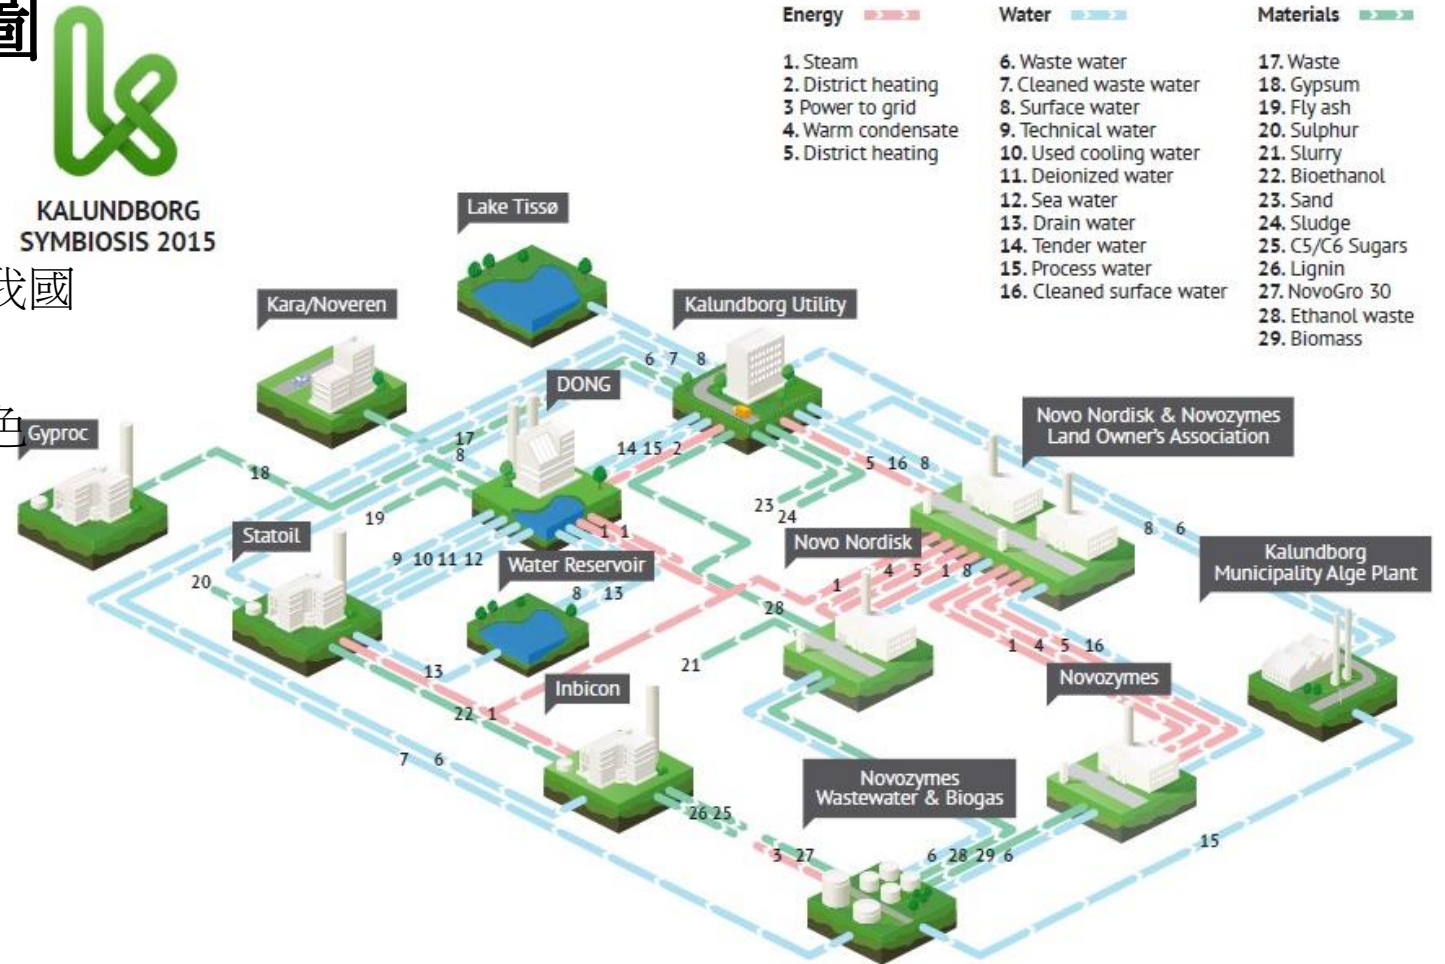 圖
KALUNDBORG
SYMBIOSIS 2015
我國
色
Energy
1. Steam
2. District heating
3 Power to grid
4. Warm condensate
5. District heating
Water
6. Waste water
7. Cleaned waste water
8. Surface water
9. Technical water
10. Used cooling water
11. Deionized water
12. Sea water
13. Drain water
14. Tender water
15. Process water
16. Cleaned surface water
Materials
17. Waste
18. Gypsum
19. Fly ash
20. Sulphur
21. Slurry
22. Bioethanol
23. Sand
24. Sludge
25. C5/C6 Sugars
26. Lignin
27. NovoGro 30
28. Ethanol waste
29. Biomass
Lake Tissø
Kara/Noveren
Kalundborg Utility
6 7 8
DONG
Novo Nordisk & Novozymes
Land Owner's Association
Gyproc
17
8
14 15 2
5 16 8
18
23
24
19
8 6
Statoil
1 1
Novo Nordisk
Kalundborg
Municipality Alge Plant
9 10 11 12
Water Reservoir
4 5 1 8
20
8 13
1
28
1 4 5 16
13
21
Novozymes
Inbicon
22 1
7 6
Novozymes
Wastewater & Biogas
26 25
15
3 27
6 28 29 6